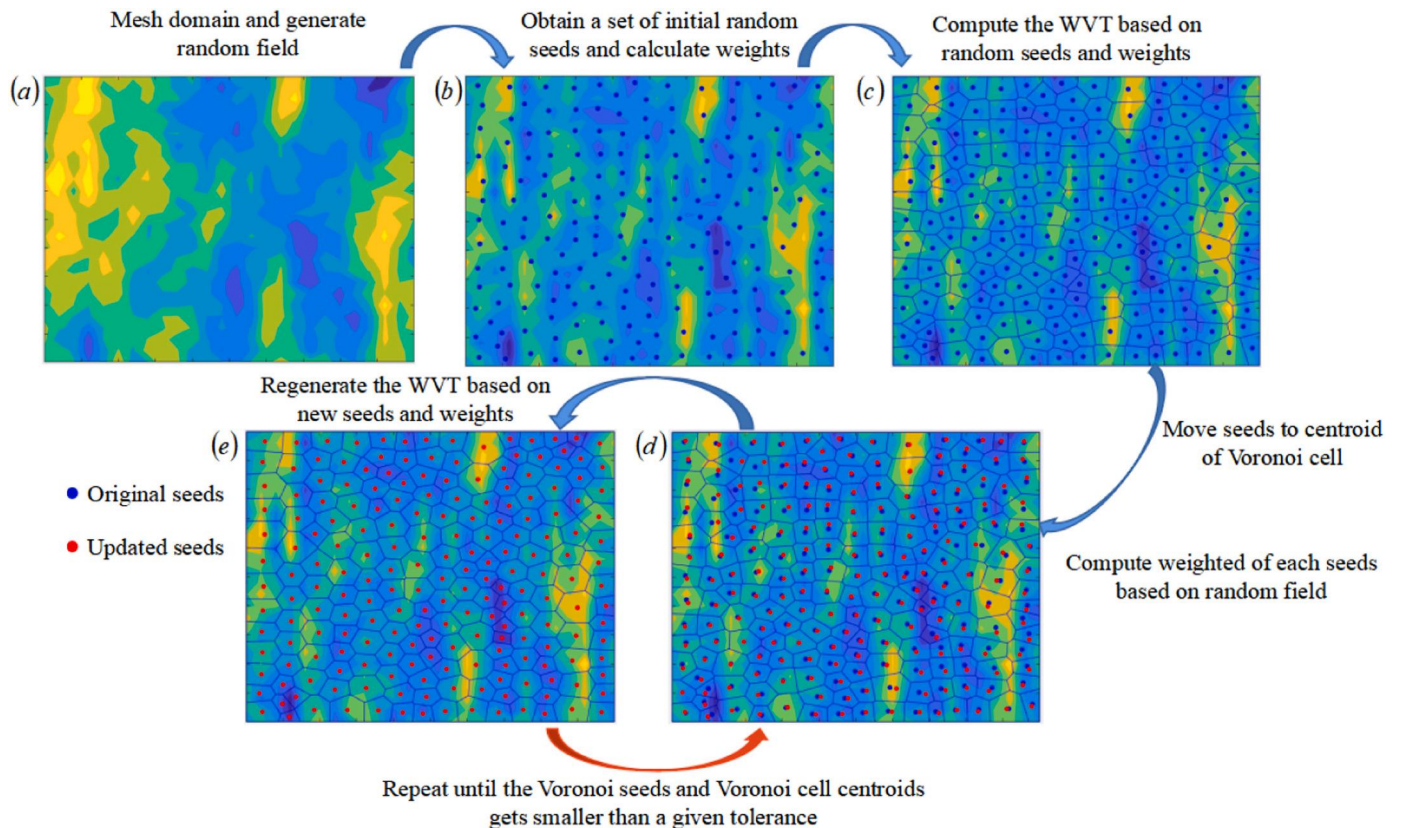 Mesh domain and generate
random field
Obtain a set of initial random
seeds and calculate weights
Compute the WVT based on
random seeds and weights
(a)
(b)
(c)
Regenerate the WVT based on
new seeds and weights
Move seeds to centroid
of Voronoi cell
(e)
(d)
Original seeds
Updated seeds
Compute weighted of each seeds
based on random field
Repeat until the Voronoi seeds and Voronoi cell centroids
gets smaller than a given tolerance